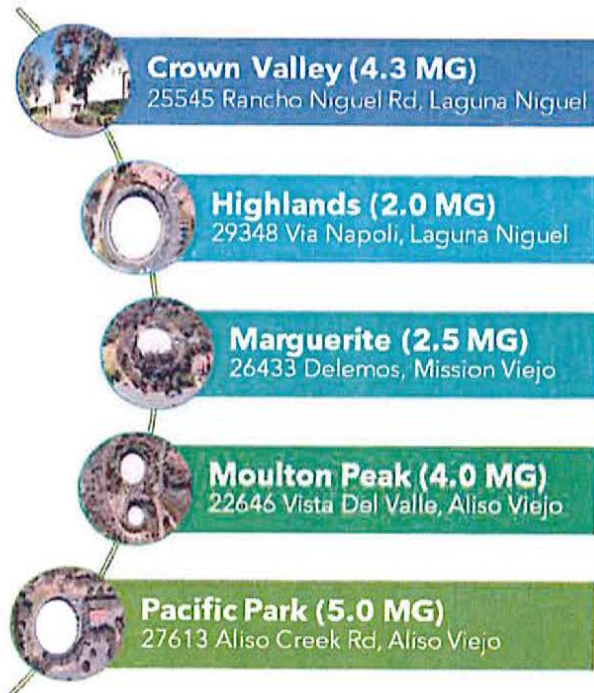 Crown Valley (4.3 MG)
25545 Rancho Niguel Rd, Laguna Niguel
Highlands (2.0 MG)
29348 Via Napoli, Laguna Niguel
Marguerite (2.5 MG)
26433 Delemos, Mission Viejo
Moulton Peak (4.0 MG)
22646 Vista Del Valle, Aliso Viejo
Pacific Park (5.0 MG)
27613 Aliso Creek Rd, Aliso Viejo